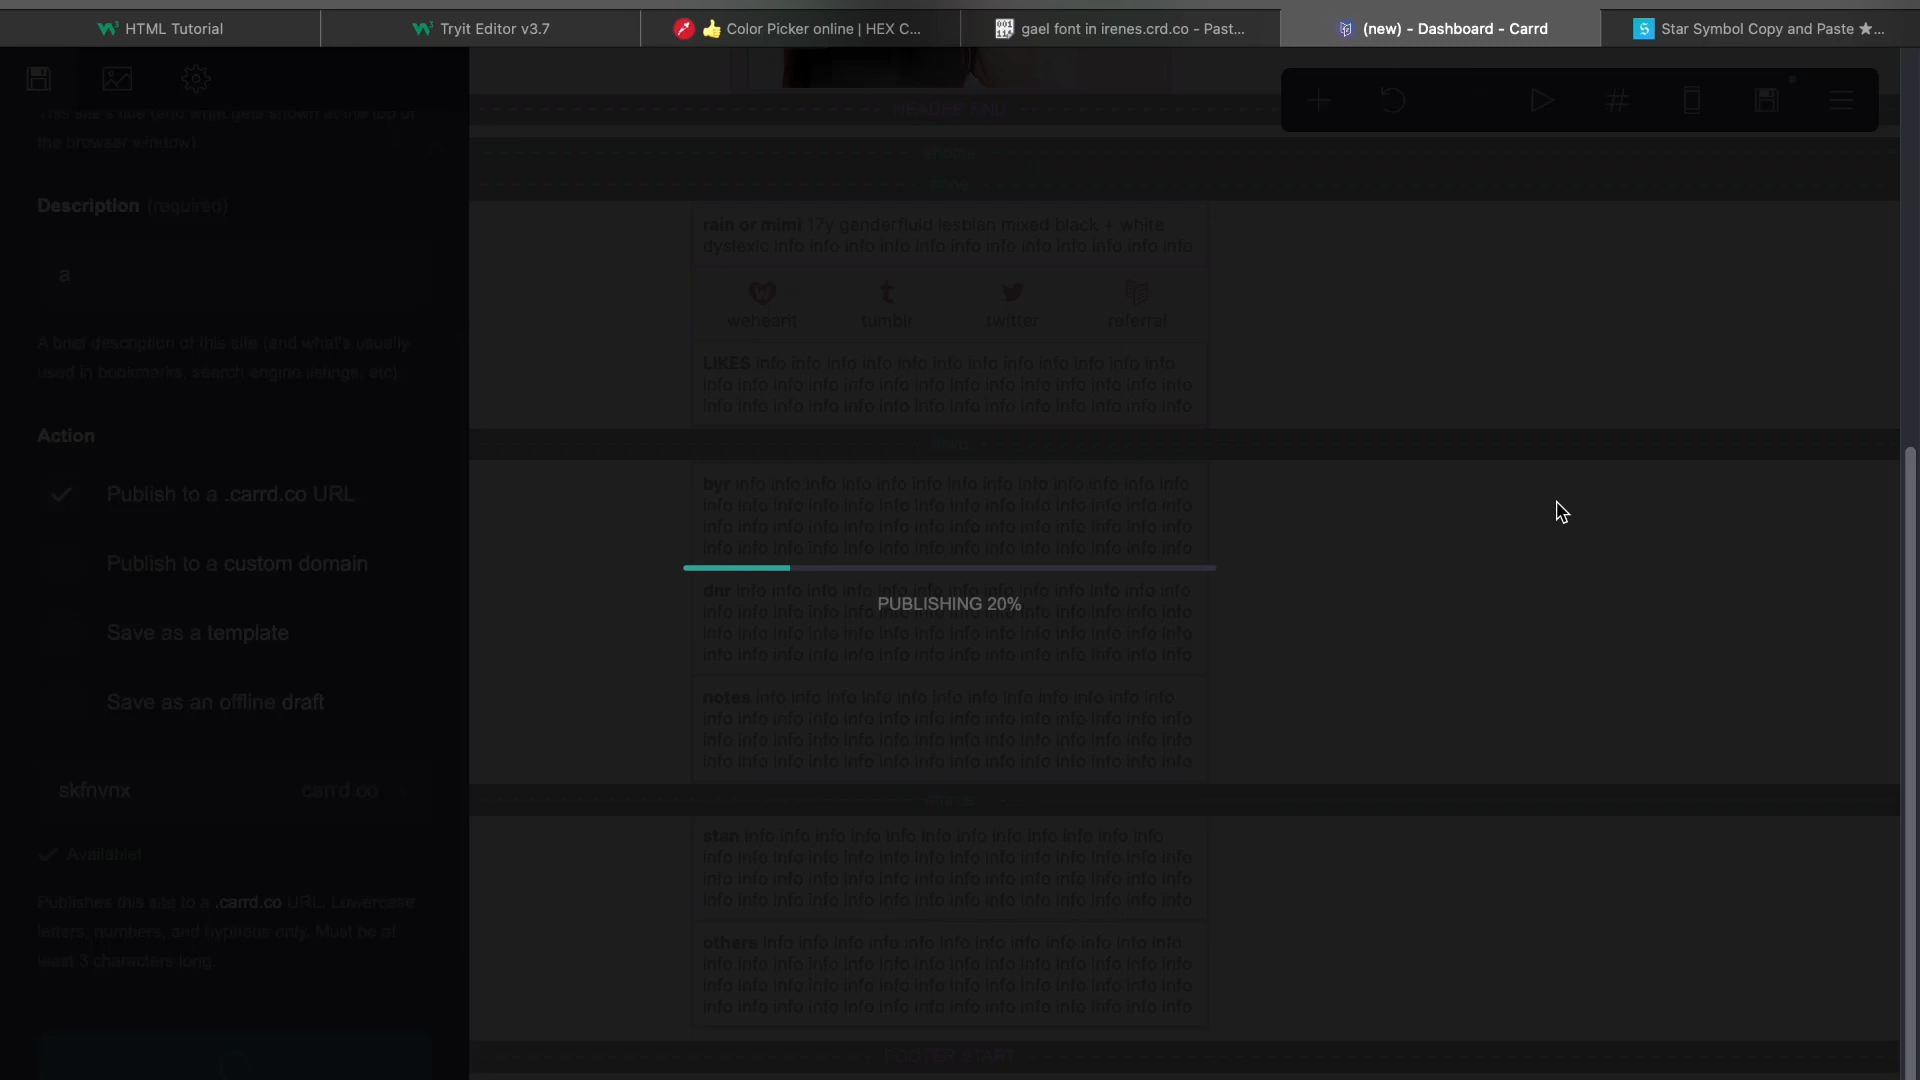 HTML Tutorial
Tryit Editor v3.7
Color Picker online | HEX C...
gael font in irenes.crd.co - Past...
(new) - Dashboard - Carrd
Star Symbol Copy and Paste ★...
This site's title (and what gets shown at the top of
the browser window)
HEADER END
Description (required)
a
A brief description of this site (and what's usually
used in bookmarks, search engine listings, etc).
Action
Publish to a .carrd.co URL
Publish to a custom domain
Save as a template
Save as an offline draft
skfnvnx
carrd.co
Available!
Publishes this site to a .carrd.co URL. Lowercase
letters, numbers, and hyphens only. Must be at
least 3 characters long.
rain or mimi 17y ganderfluid lesbian mixed black + white
dyslexic info info info info info info info info info info info info
weheartit
tumblr
twitter
referral
LIKES info info info info info info info info info info info info
info info info info info info info info info info info info info info
info info info info info info info info info info info info info info
byr info info info info info info info info info info info info info
info info info info info info info info info info info info info info
info info info info info info info info info info info info info info
info info info info info info info info info info info info info info
dnr info info info info info info info info info info info info info
PUBLISHING 20%
info info info info info info info info info info info info info info
info info info info info info info info info info info info info info
info info info info info info info info info info info info info info
notes info info info info info info info info info info info info
info info info info info info info info info info info info info info
info info info info info info info info info info info info info info
info info info info info info info info info info info info info info
stan info info info info info info info info info info info info
info info info info info info info info info info info info info info
info info info info info info info info info info info info info info
info info info info info info info info info info info info info info
others info info info info info info info info info info info info
info info info info info info info info info info info info info info
info info info info info info info info info info info info info info
info info info info info info info info info info info info info info
FOOTER START